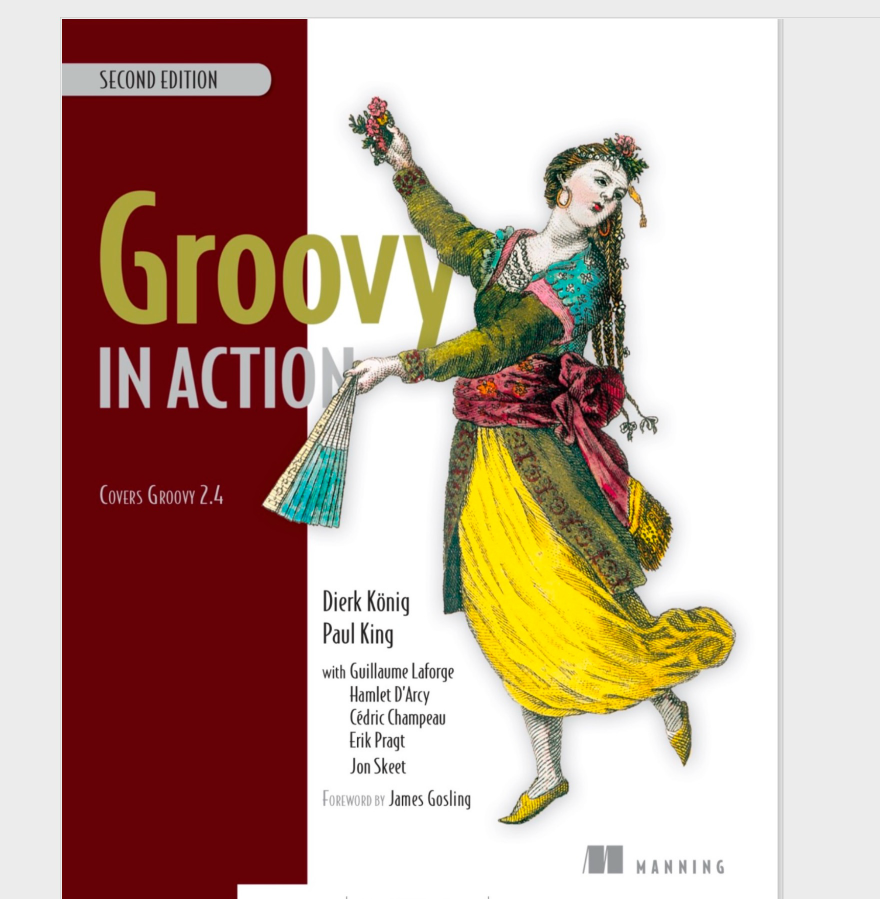 SECOND EDITION
Groovy
IN ACTION
COVERS GROOVY 2.4
Dierk König
Paul King
with Guillaume Laforge
Hamlet D'Arcy
Cédric Champeau
Erik Pragt
Jon Skeet
FOREWORD BY James Gosling
MANNING